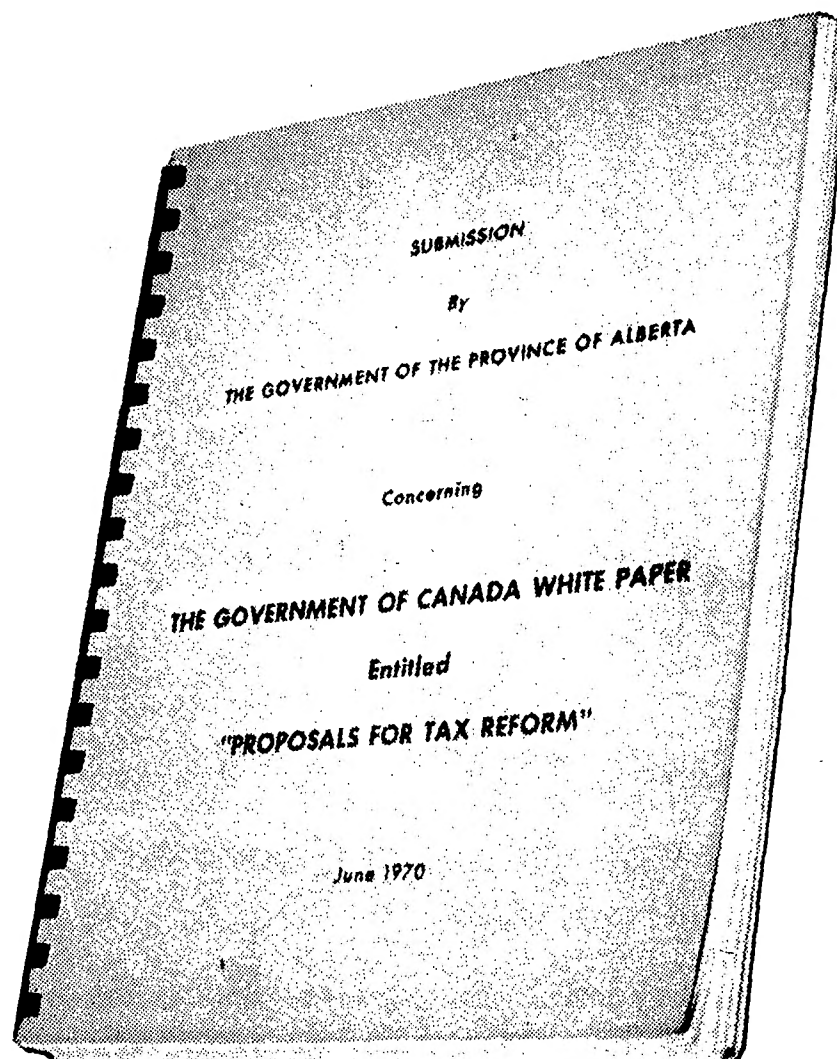 SUBMISSION
By
THE GOVERNMENT OF THE PROVINCE OF ALBERTA
Concerning
THE GOVERNMENT OF CANADA WHITE PAPER
Entitled
"PROPOSALS FOR TAX REFORM"
June 1970